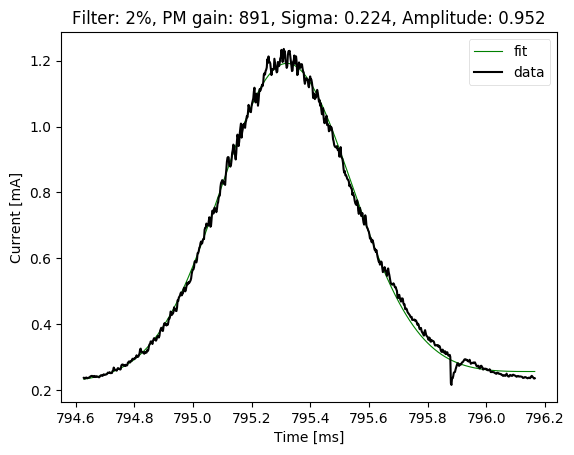 Filter: 2%, PM gain: 891, Sigma: 0.224, Amplitude: 0.952
fit
data
1.2
1.0
0.8
0.6
0.4
0.2
Current [mA]
794.6 794.8 795.0 795.2 795.4 795.6 795.8 796.0 796.2
Time [ms]